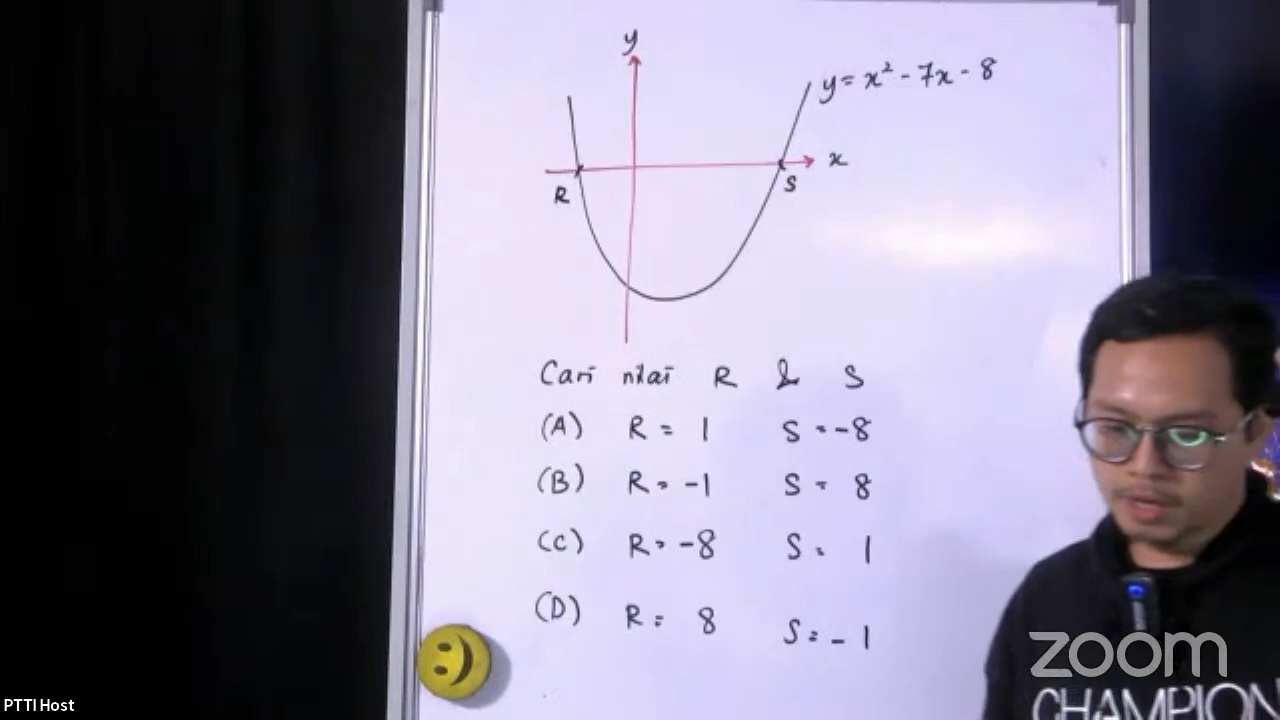 y
y = x² - 7x - 8
x
R
S
Cari nilai R & S
(A) R = 1 S = -8
(B) R = -1 S = 8
(C) R = -8 S = 1
(D) R = 8 S = -1
zoom
CHAMPION
PTTI Host